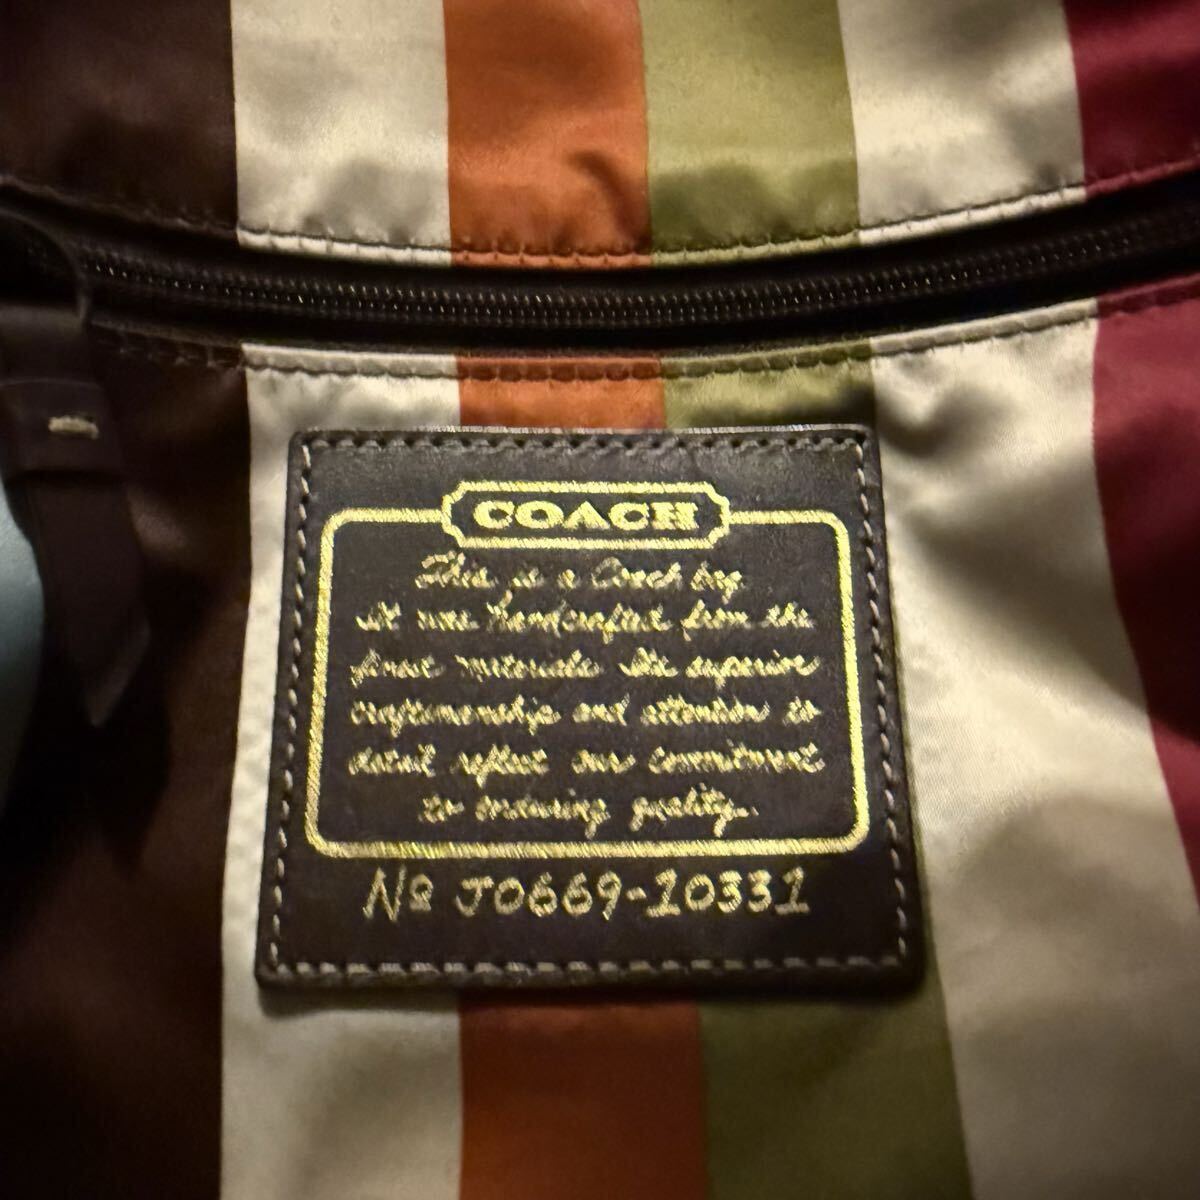 COACH
This is a Coach bag.
It was handcrafted from the
finest materials. The superior
craftsmanship and attention to
detail reflect our commitment
to enduring quality.
No J0669-10331